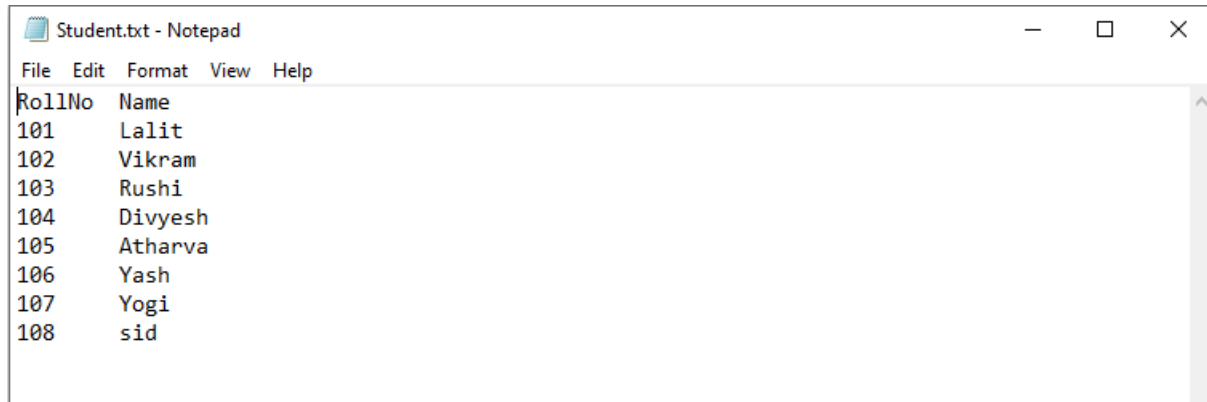 Student.txt - Notepad
File Edit Format View Help
RollNo Name
101 Lalit
102 Vikram
103 Rushi
104 Divyesh
105 Atharva
106 Yash
107 Yogi
108 sid